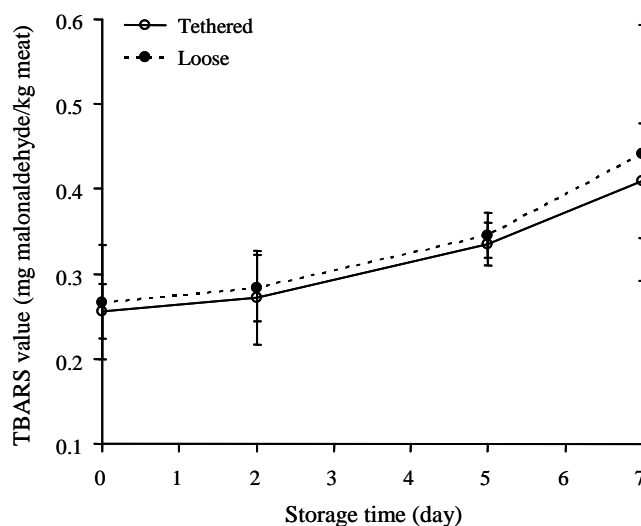 0.6
Tethered
Loose
0.5
0.4
0.3
0.2
0.1
0 1 2 3 4 5 6 7
TBARS value (mg malonaldehyde/kg meat)
Storage time (day)